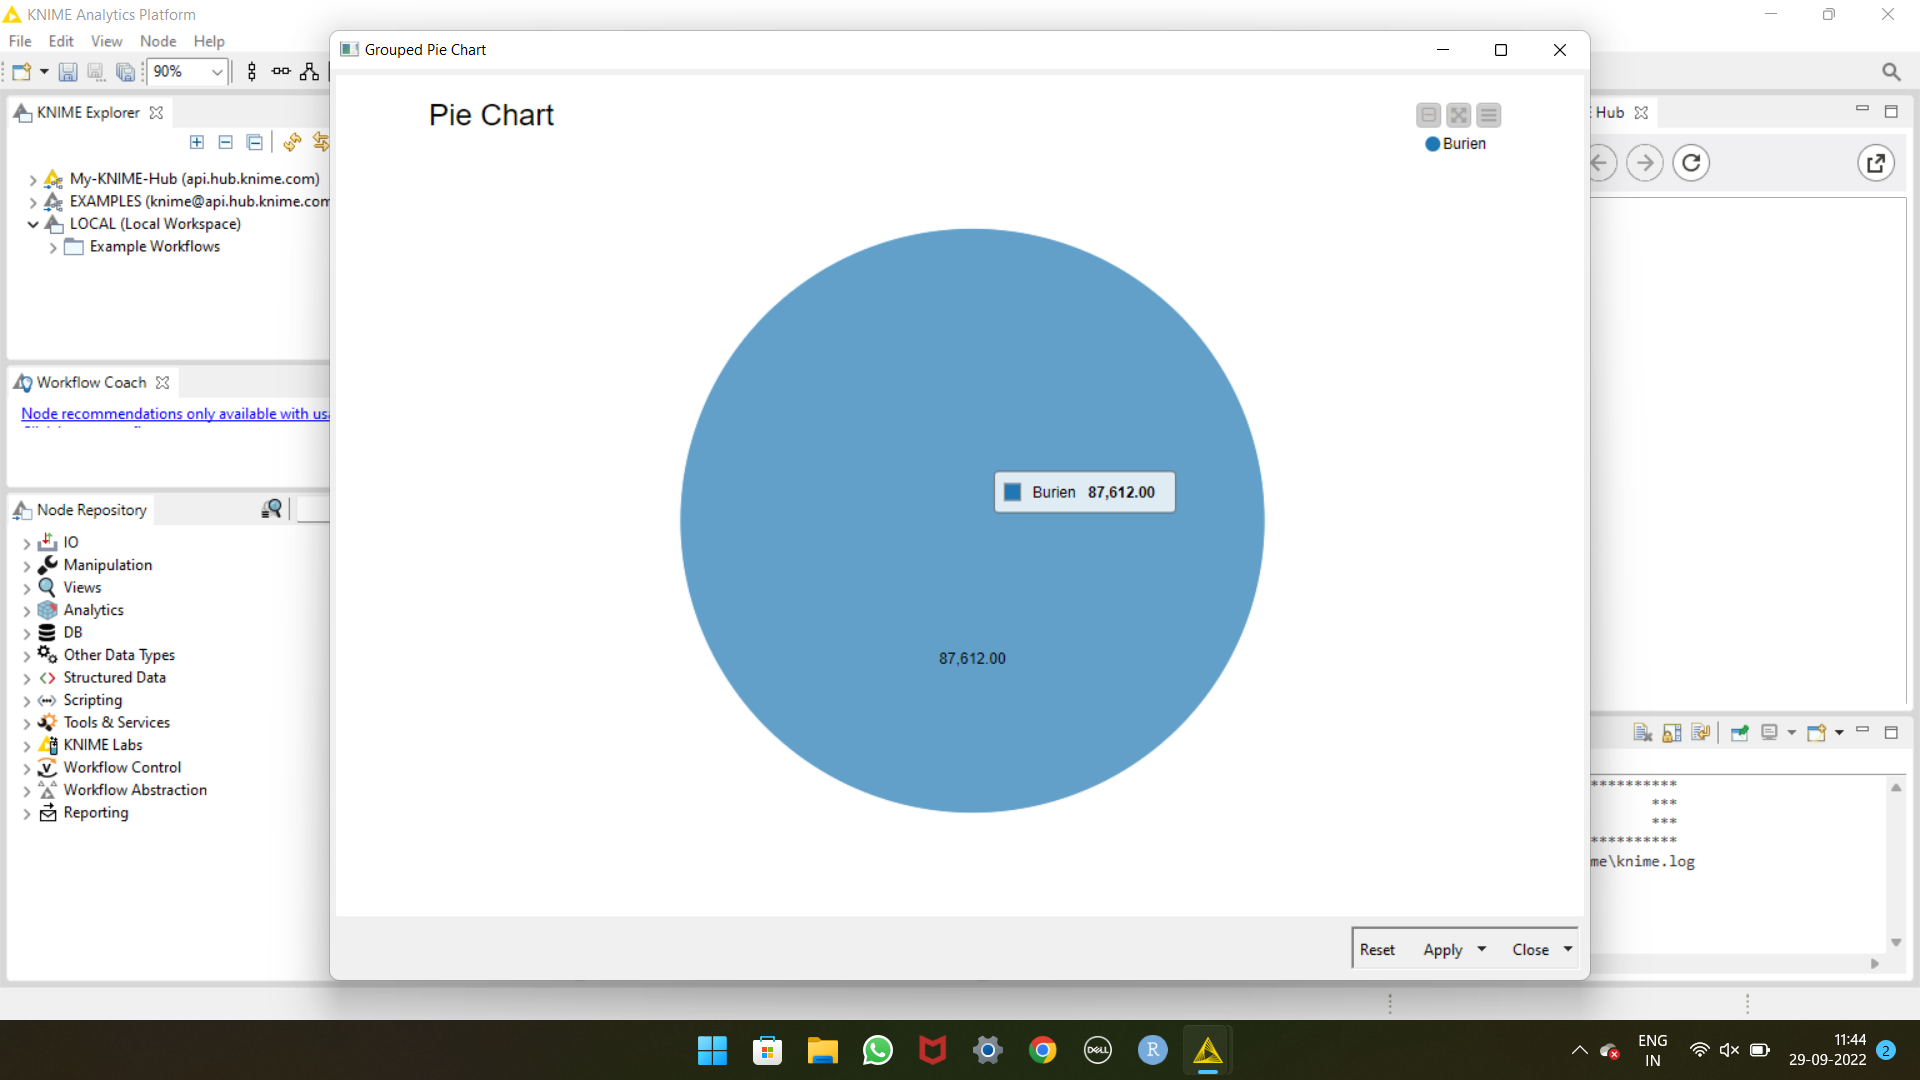 KNIME Analytics Platform
File Edit View Node Help
90%
KNIME Explorer
My-KNIME-Hub (api.hub.knime.com)
EXAMPLES (knime@api.hub.knime.com
LOCAL (Local Workspace)
Example Workflows
Workflow Coach
Node recommendations only available with usa
Node Repository
IO
Manipulation
Views
Analytics
DB
Other Data Types
Structured Data
Scripting
Tools & Services
KNIME Labs
Workflow Control
Workflow Abstraction
Reporting
Grouped Pie Chart
Pie Chart
Burien
Burien 87,612.00
87,612.00
Reset Apply Close
Hub
**********
***
***
**********
me\knime.log
DELL
R
ENG
IN
11:44
29-09-2022
2